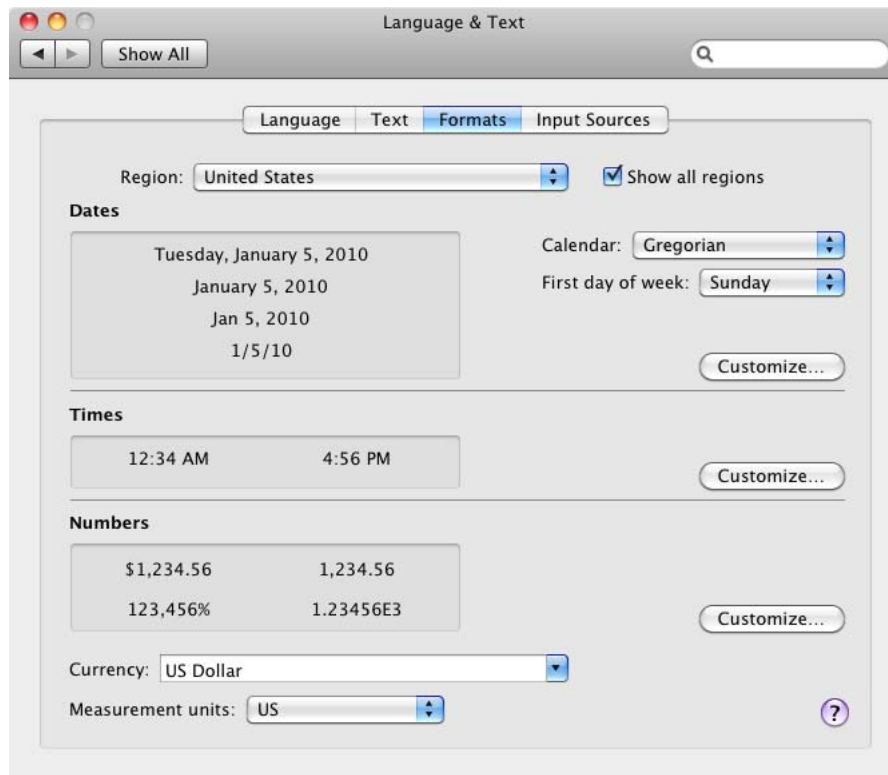 Language & Text
Show All
Language Text Formats Input Sources
Region: United States Show all regions
Dates
Tuesday, January 5, 2010
January 5, 2010
Jan 5, 2010
1/5/10
Calendar: Gregorian
First day of week: Sunday
Customize...
Times
12:34 AM 4:56 PM
Customize...
Numbers
$1,234.56 1,234.56
123,456% 1.23456E3
Customize...
Currency: US Dollar
Measurement units: US
?